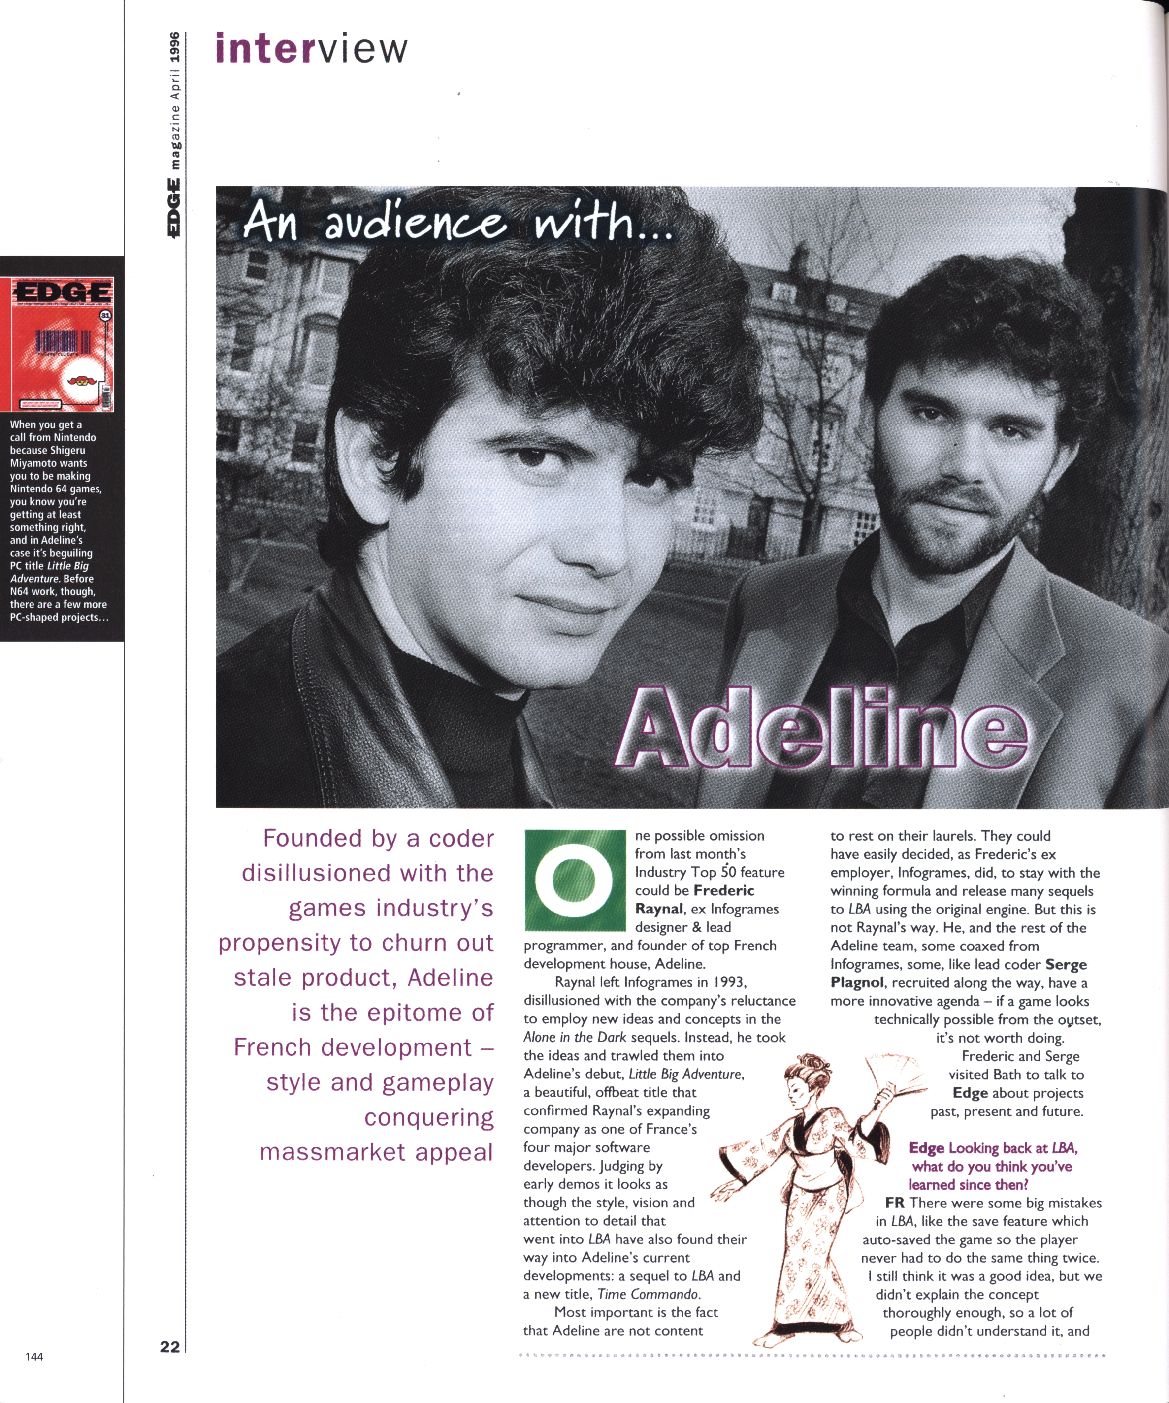 interview
EDGE magazine April 1996
An audience with...
Adeline
EDGE
31
When you get a
call from Nintendo
because Shigeru
Miyamoto wants
you to be making
Nintendo 64 games,
you know you're
getting at least
something right,
and in Adeline's
case it's beguiling
PC title Little Big
Adventure. Before
N64 work, though,
there are a few more
PC-shaped projects...
Founded by a coder
disillusioned with the
games industry's
propensity to churn out
stale product, Adeline
is the epitome of
French development –
style and gameplay
conquering
massmarket appeal
One possible omission
from last month's
Industry Top 50 feature
could be Frederic
Raynal, ex Infogrames
designer & lead
programmer, and founder of top French
development house, Adeline.
Raynal left Infogrames in 1993,
disillusioned with the company's reluctance
to employ new ideas and concepts in the
Alone in the Dark sequels. Instead, he took
the ideas and trawled them into
Adeline's debut, Little Big Adventure,
a beautiful, offbeat title that
confirmed Raynal's expanding
company as one of France's
four major software
developers. Judging by
early demos it looks as
though the style, vision and
attention to detail that
went into LBA have also found their
way into Adeline's current
developments: a sequel to LBA and
a new title, Time Commando.
Most important is the fact
that Adeline are not content
to rest on their laurels. They could
have easily decided, as Frederic's ex
employer, Infogrames, did, to stay with the
winning formula and release many sequels
to LBA using the original engine. But this is
not Raynal's way. He, and the rest of the
Adeline team, some coaxed from
Infogrames, some, like lead coder Serge
Plagnol, recruited along the way, have a
more innovative agenda – if a game looks
technically possible from the outset,
it's not worth doing.
Frederic and Serge
visited Bath to talk to
Edge about projects
past, present and future.
Edge Looking back at LBA,
what do you think you've
learned since then?
FR There were some big mistakes
in LBA, like the save feature which
auto-saved the game so the player
never had to do the same thing twice.
I still think it was a good idea, but we
didn't explain the concept
thoroughly enough, so a lot of
people didn't understand it, and
144
22